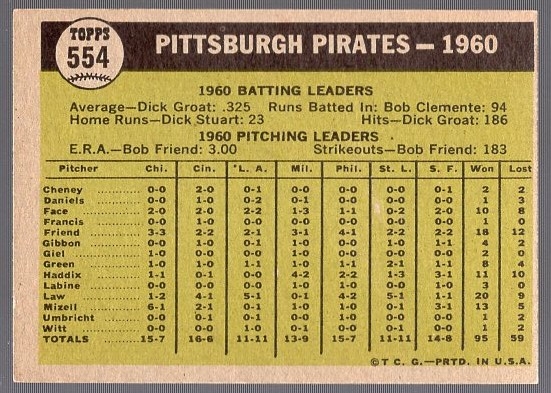 TOPPS
554
PITTSBURGH PIRATES — 1960
1960 BATTING LEADERS
Average—Dick Groat: .325 Runs Batted In: Bob Clemente: 94
Home Runs—Dick Stuart: 23 Hits—Dick Groat: 186
1960 PITCHING LEADERS
E.R.A.—Bob Friend: 3.00 Strikeouts—Bob Friend: 183
Pitcher Chi. Cin. L. A. Mil. Phil. St. L. S. F. Won Lost
Cheney 0-0 2-0 0-1 0-0 0-0 0-0 0-1 2 2
Daniels 0-0 1-0 0-2 0-1 0-0 0-0 0-0 1 3
Face 2-0 2-0 2-2 1-3 1-1 0-2 2-0 10 8
Francis 0-0 0-0 0-0 0-0 1-0 0-0 0-0 1 0
Friend 3-3 2-2 2-1 3-1 4-1 2-2 2-2 18 12
Gibbon 0-0 1-0 0-0 1-0 1-0 1-1 0-1 4 2
Giel 0-0 1-0 0-0 0-0 0-0 1-0 0-0 2 0
Green 1-0 1-0 1-1 1-0 1-1 2-1 1-1 8 4
Haddix 1-1 0-1 0-0 4-2 2-2 1-3 3-1 11 10
Labine 0-0 1-0 0-0 1-0 0-0 0-0 1-0 3 0
Law 1-2 4-1 5-1 0-1 4-2 5-1 1-1 20 9
Mizell 6-1 2-1 0-1 1-0 1-0 0-1 3-1 13 5
Umbricht 0-0 0-0 0-1 1-0 0-1 0-0 0-0 1 2
Witt 0-0 0-0 1-0 0-1 0-0 0-1 0-0 1 2
TOTALS 15-7 16-6 11-11 13-9 15-7 11-11 14-8 95 59
©T. C. G.—PRTD. IN U.S.A.